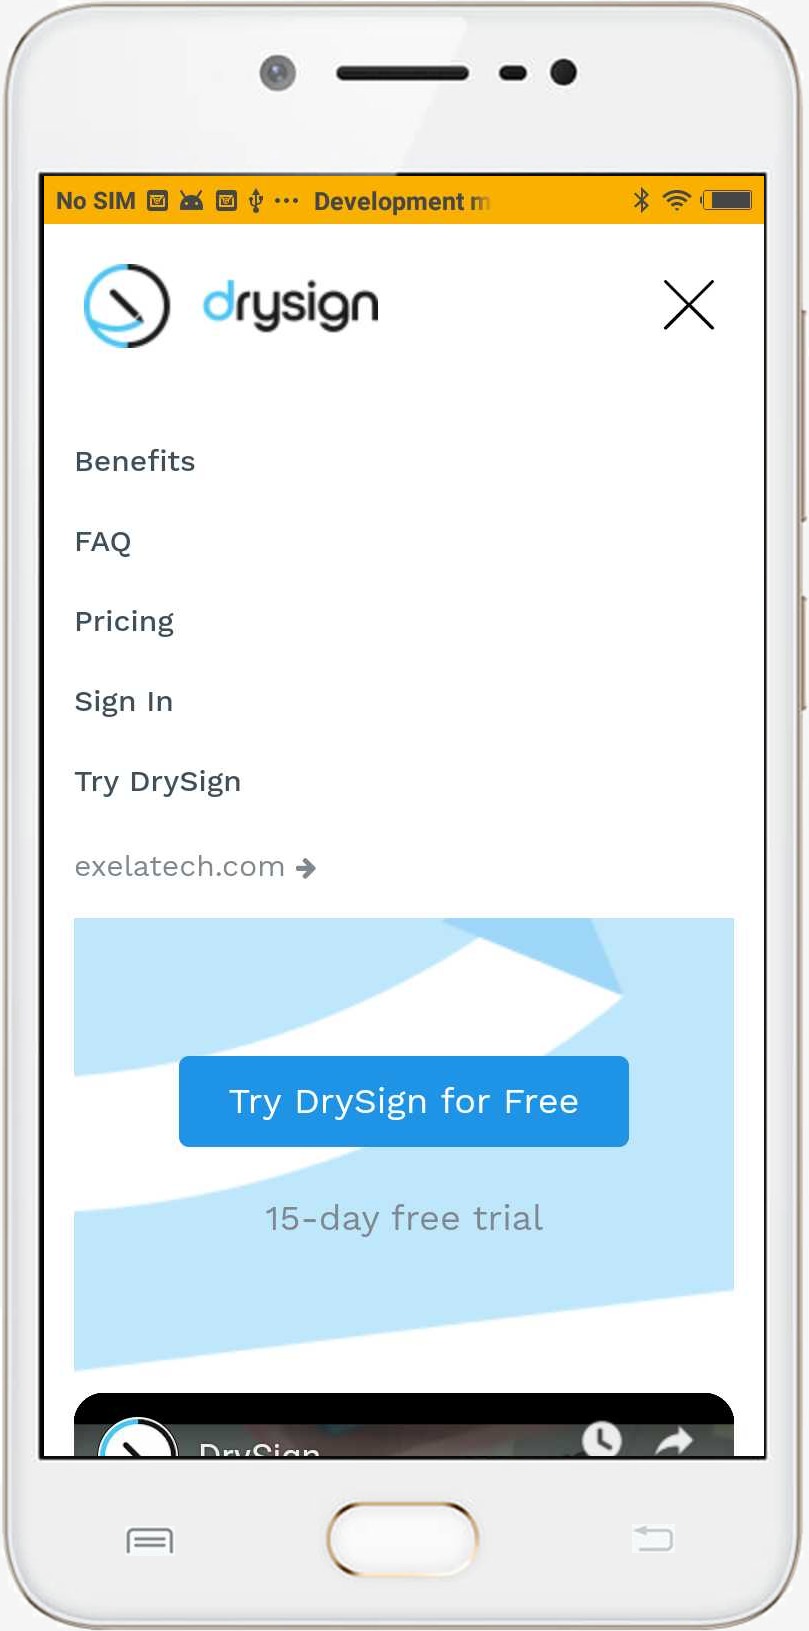 No SIM ··· Development m
drysign
Benefits
FAQ
Pricing
Sign In
Try DrySign
exelatech.com
Try DrySign for Free
15-day free trial
DrySign